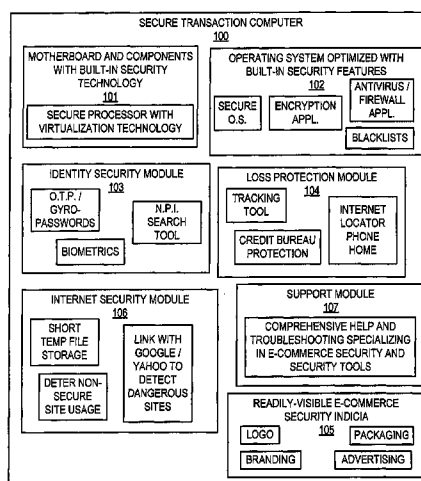 SECURE TRANSACTION COMPUTER
100
MOTHERBOARD AND COMPONENTS
WITH BUILT-IN SECURITY
TECHNOLOGY
101
SECURE PROCESSOR WITH
VIRTUALIZATION TECHNOLOGY
OPERATING SYSTEM OPTIMIZED WITH
BUILT-IN SECURITY FEATURES
102
SECURE
O.S.
ENCRYPTION
APPL.
ANTIVIRUS /
FIREWALL
APPL.
BLACKLISTS
IDENTITY SECURITY MODULE
103
O.T.P. /
GYRO-
PASSWORDS
N.P.I.
SEARCH
TOOL
BIOMETRICS
LOSS PROTECTION MODULE
104
TRACKING
TOOL
CREDIT BUREAU
PROTECTION
INTERNET
LOCATOR
PHONE
HOME
INTERNET SECURITY MODULE
106
SHORT
TEMP FILE
STORAGE
DETER NON-
SECURE
SITE USAGE
LINK WITH
GOOGLE /
YAHOO TO
DETECT
DANGEROUS
SITES
SUPPORT MODULE
107
COMPREHENSIVE HELP AND
TROUBLESHOOTING SPECIALIZING
IN E-COMMERCE SECURITY AND
SECURITY TOOLS
READILY-VISIBLE E-COMMERCE
SECURITY INDICIA
105
LOGO
PACKAGING
BRANDING
ADVERTISING